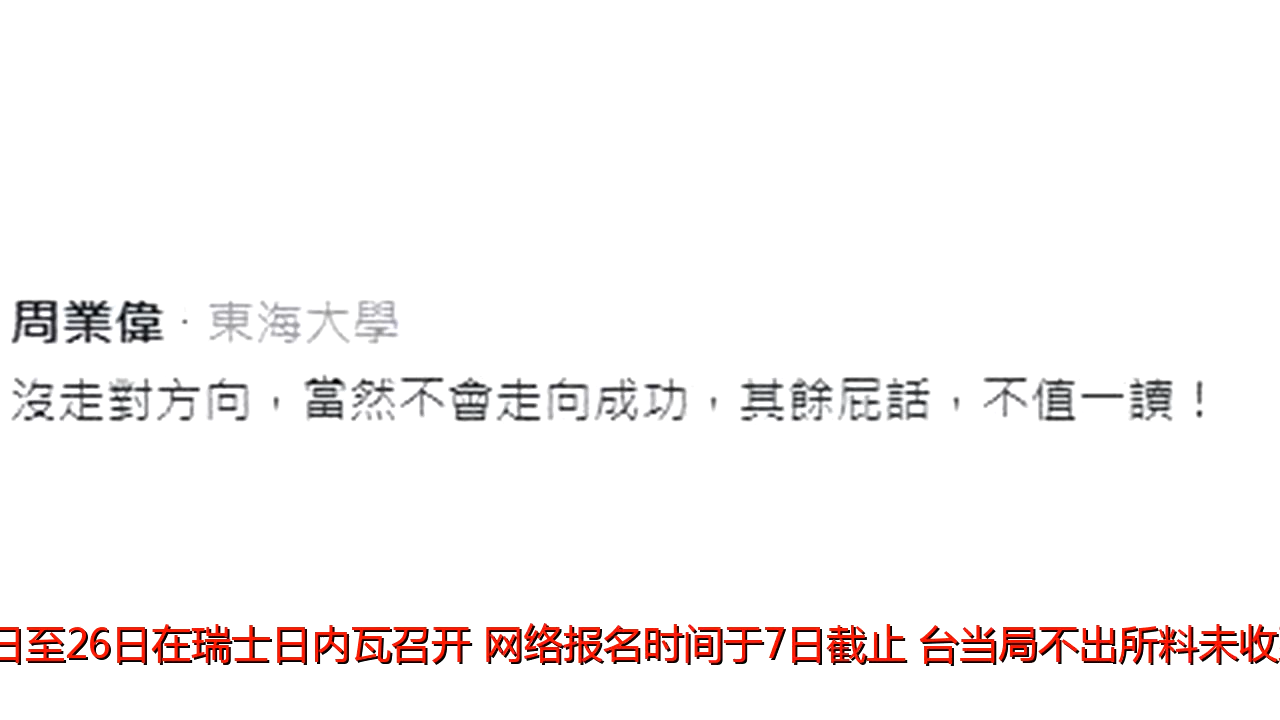 周業偉 · 東海大學
沒走對方向，當然不會走向成功，其餘屁話，不值一讀！
日至26日在瑞士日内瓦召开 网络报名时间于7日截止 台当局不出所料未收